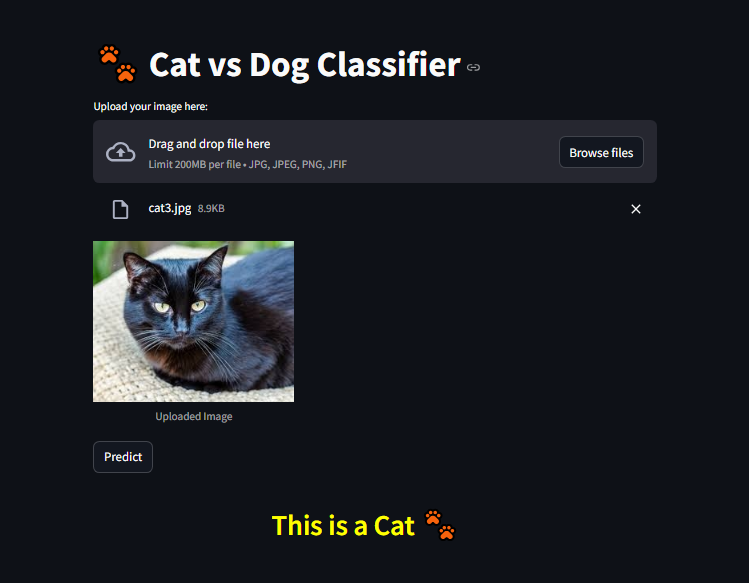 Cat vs Dog Classifier
Upload your image here:
Drag and drop file here
Limit 200MB per file • JPG, JPEG, PNG, JFIF
Browse files
cat3.jpg 8.9KB
Uploaded Image
Predict
This is a Cat